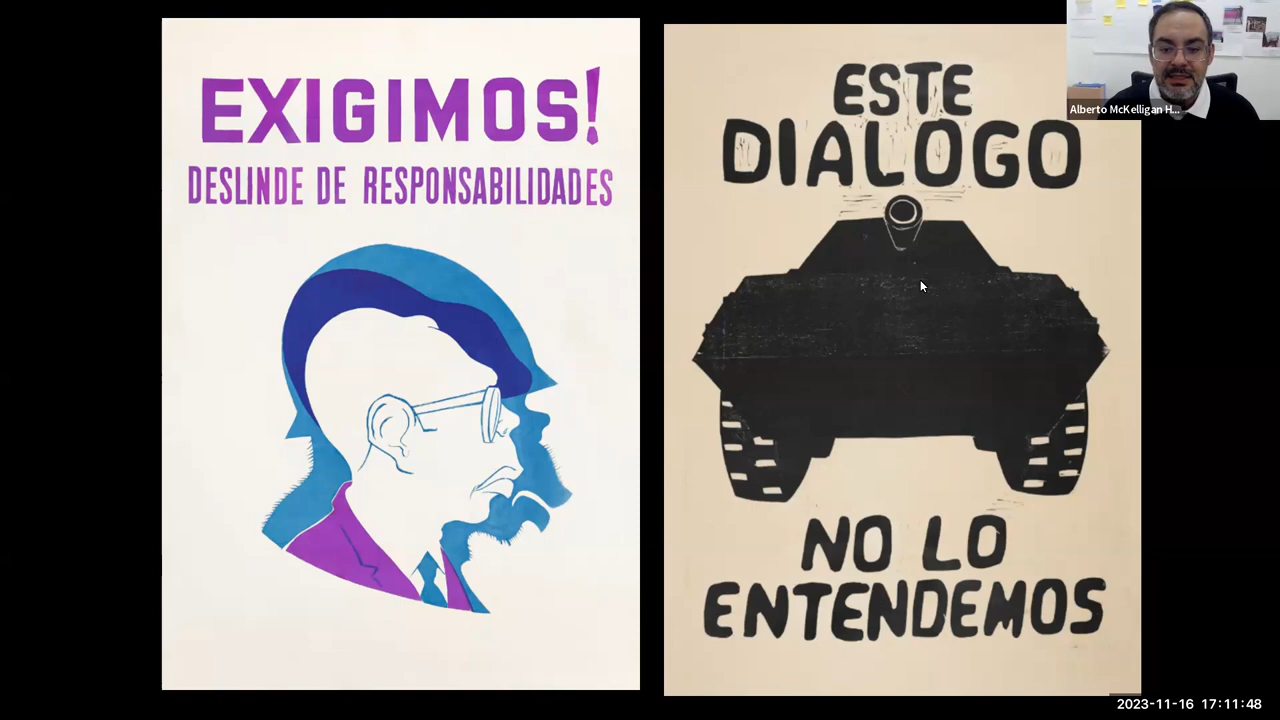 EXIGIMOS!
DESLINDE DE RESPONSABILIDADES
ESTE
DIALOGO
NO LO
ENTENDEMOS
Alberto McKelligan H...
2023-11-16 17:11:48